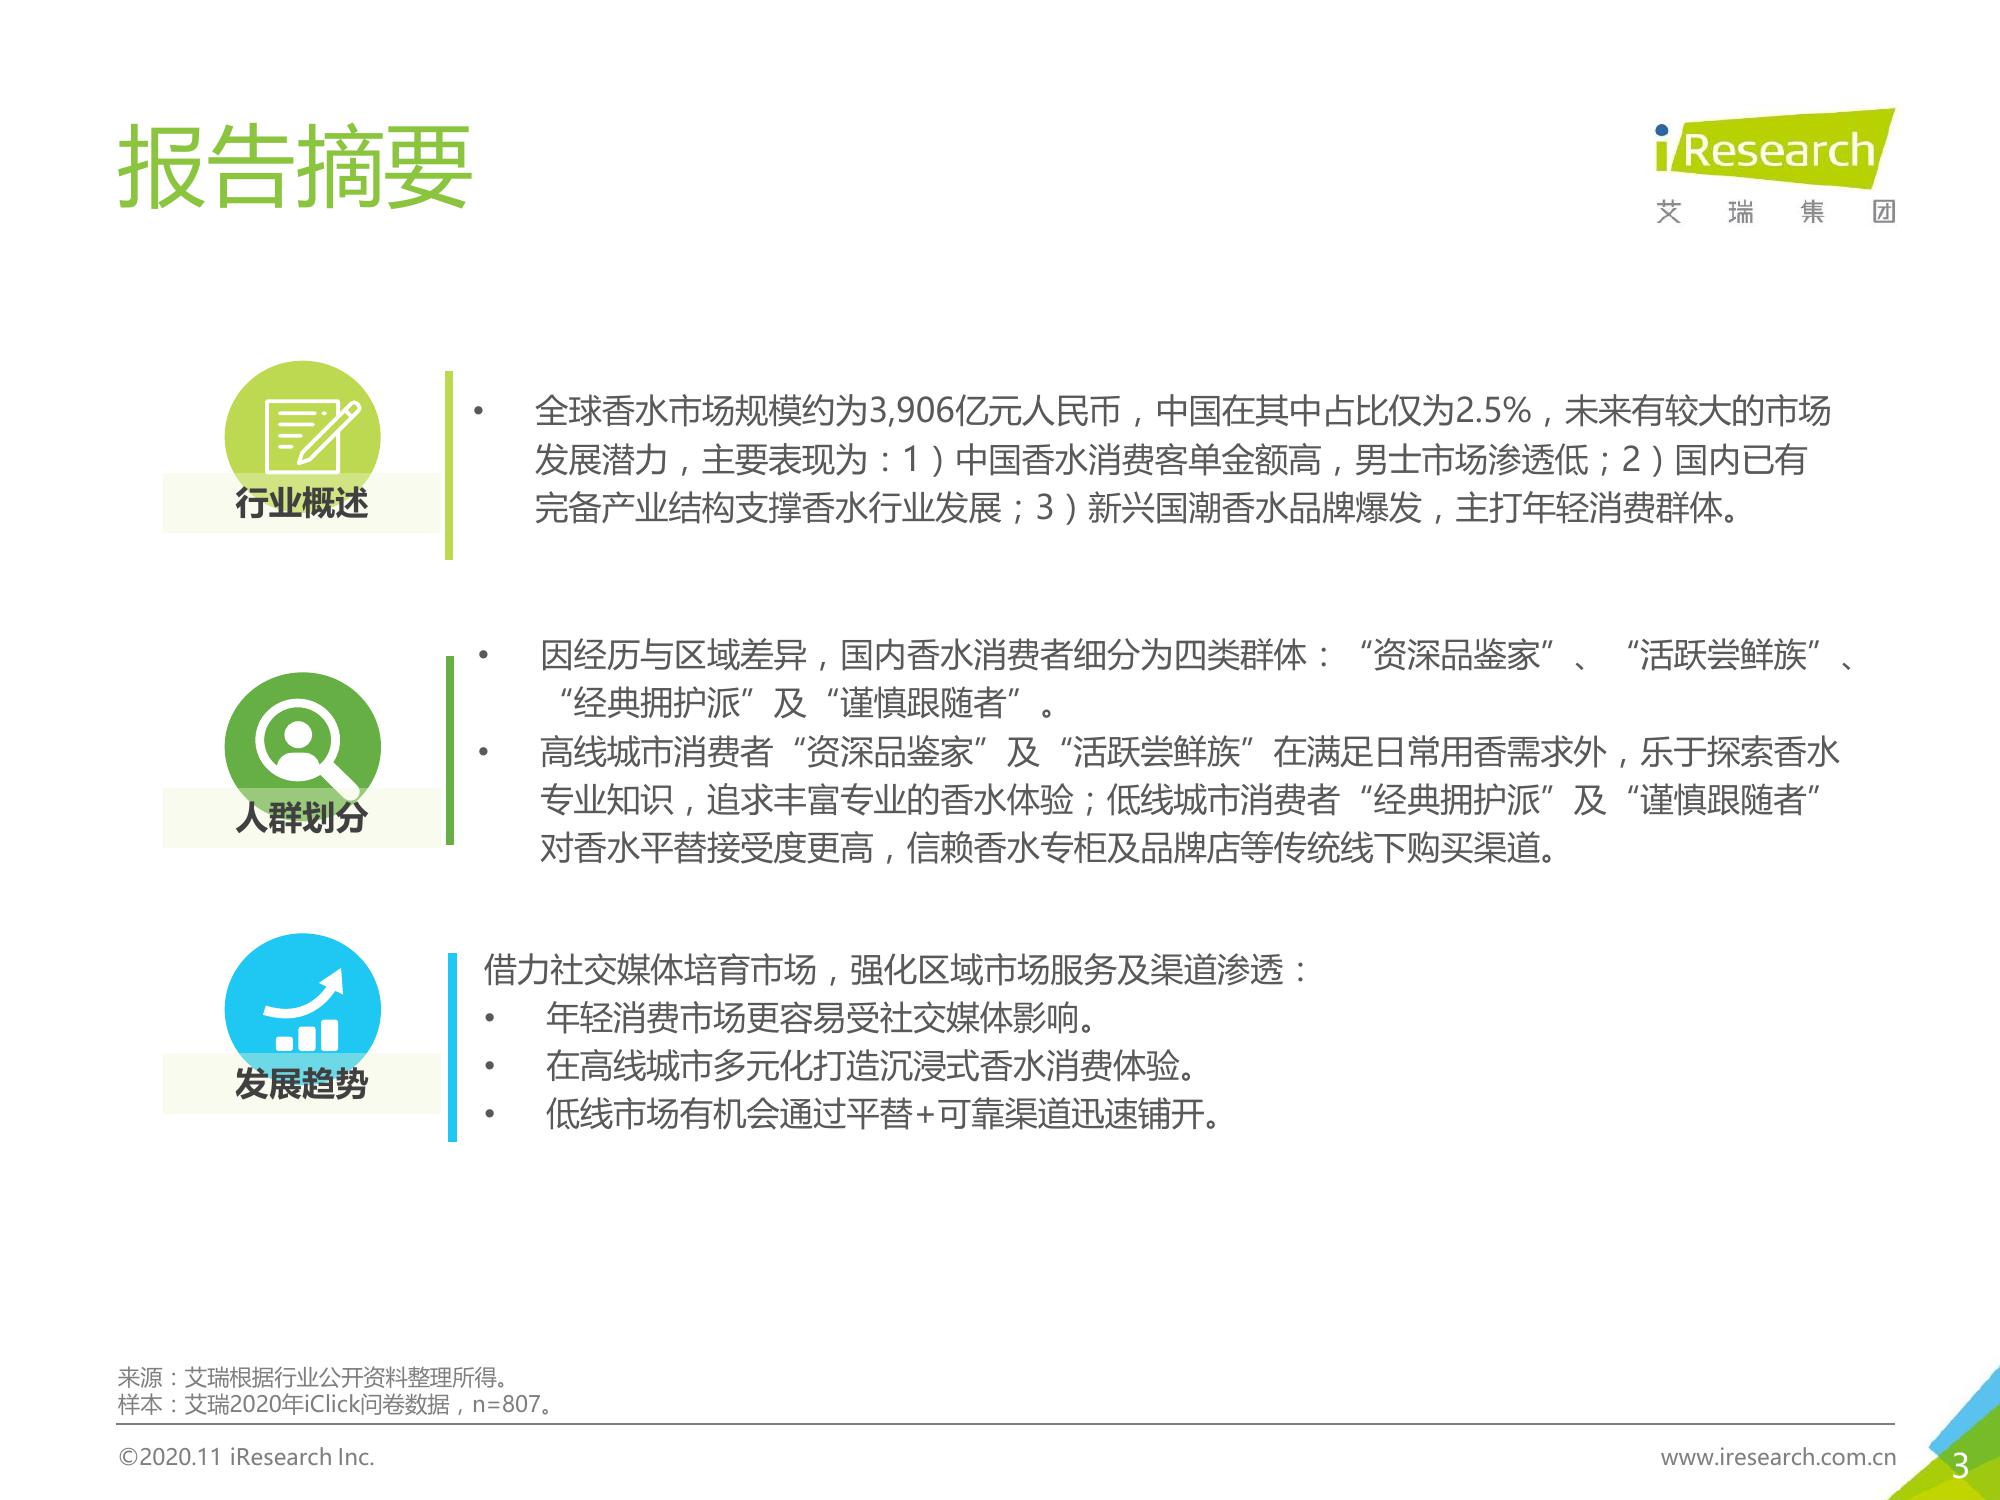 报告摘要
iResearch
艾瑞集团
行业概述
• 全球香水市场规模约为3,906亿元人民币，中国在其中占比仅为2.5%，未来有较大的市场
发展潜力，主要表现为：1）中国香水消费客单金额高，男士市场渗透低；2）国内已有
完备产业结构支撑香水行业发展；3）新兴国潮香水品牌爆发，主打年轻消费群体。
人群划分
• 因经历与区域差异，国内香水消费者细分为四类群体：“资深品鉴家”、“活跃尝鲜族”、
“经典拥护派”及“谨慎跟随者”。
• 高线城市消费者“资深品鉴家”及“活跃尝鲜族”在满足日常用香需求外，乐于探索香水
专业知识，追求丰富专业的香水体验；低线城市消费者“经典拥护派”及“谨慎跟随者”
对香水平替接受度更高，信赖香水专柜及品牌店等传统线下购买渠道。
发展趋势
借力社交媒体培育市场，强化区域市场服务及渠道渗透：
• 年轻消费市场更容易受社交媒体影响。
• 在高线城市多元化打造沉浸式香水消费体验。
• 低线市场有机会通过平替+可靠渠道迅速铺开。
来源：艾瑞根据行业公开资料整理所得。
样本：艾瑞2020年iClick问卷数据，n=807。
©2020.11 iResearch Inc.
www.iresearch.com.cn
3